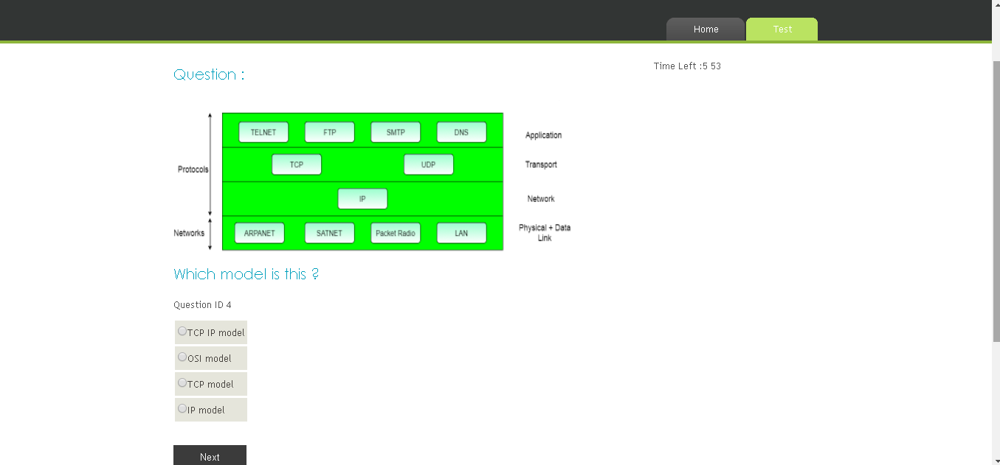 Home Test
Question :
Time Left :5 53
TELNET FTP SMTP DNS
Application
TCP UDP
Transport
Protocols
IP
Network
Networks
ARPANET SATNET Packet Radio LAN
Physical + Data
Link
Which model is this ?
Question ID 4
TCP IP model
OSI model
TCP model
IP model
Next